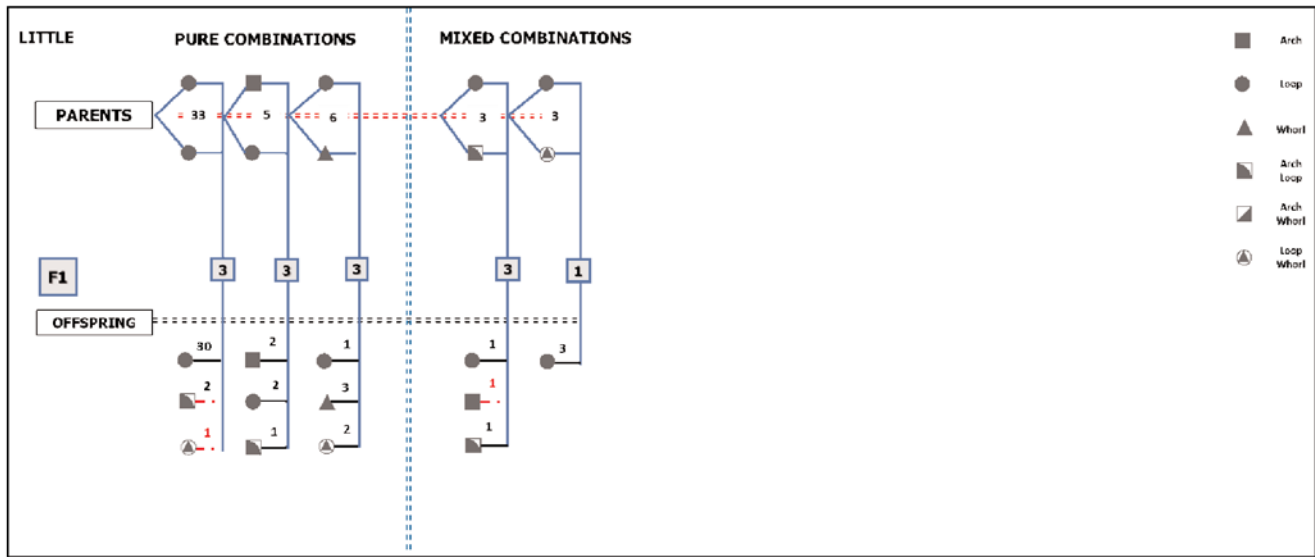 LITTLE PURE COMBINATIONS MIXED COMBINATIONS
Arch
Loop
PARENTS 33 5 6 3 3
Whorl
Arch
Loop
Arch
Whorl
Loop
Whorl
F1 3 3 3 3 1
OFFSPRING
30 2 1 1 3
2 2 3 1
1 1 2 1